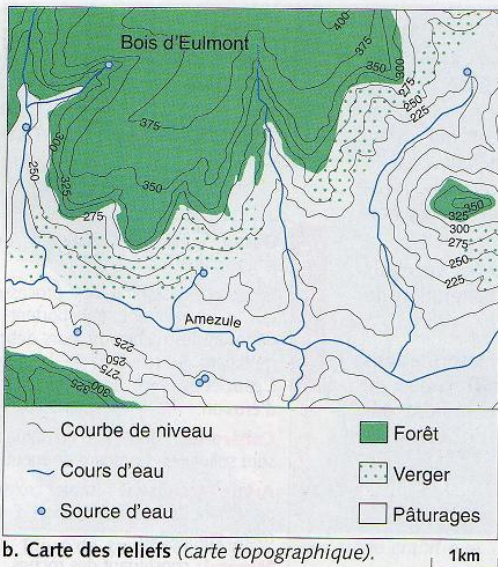 400
Bois d'Eulmont
375
350
300
275
250
225
375
300
250
325
350
275
350
325
300
275
250
225
Amezule
225
250
275
300
325
Courbe de niveau
Forêt
Cours d'eau
Verger
Source d'eau
Pâturages
b. Carte des reliefs (carte topographique).
1km